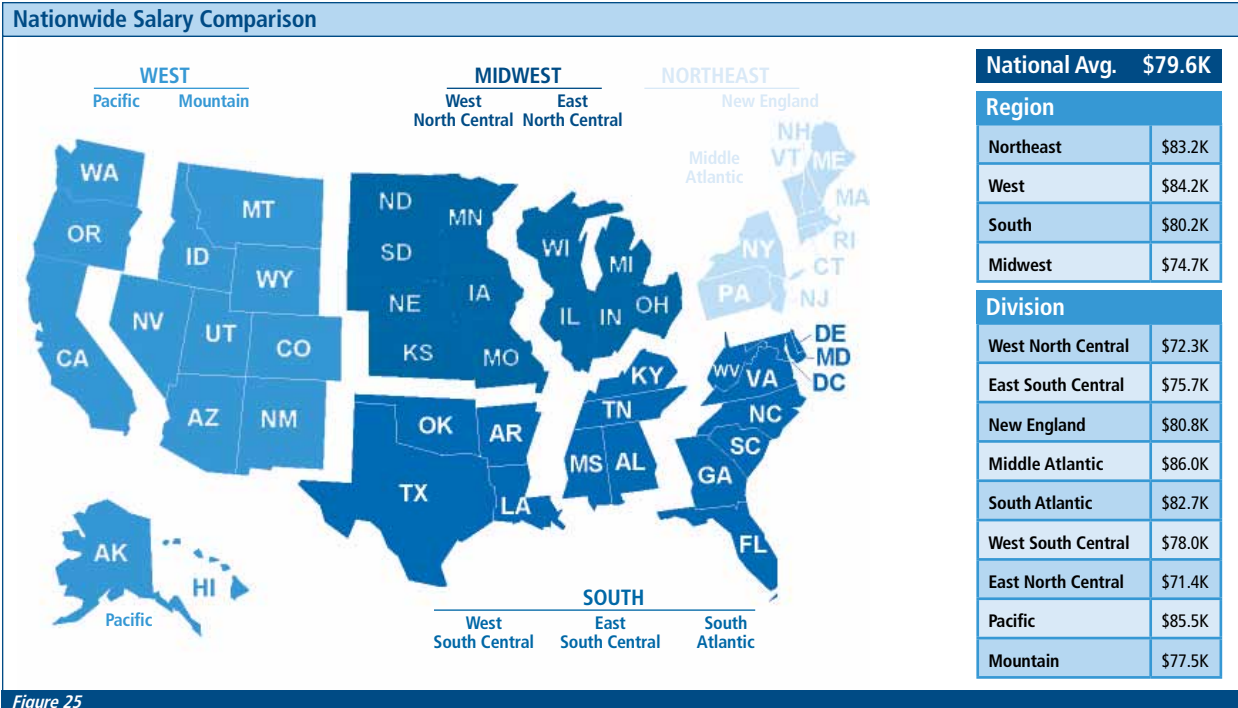 Nationwide Salary Comparison
WEST
Pacific Mountain
MIDWEST
West North Central
East North Central
NORTHEAST
New England
Middle Atlantic
WA
OR
CA
NV
ID
MT
WY
UT
CO
AZ
NM
AK
HI
Pacific
ND
SD
NE
KS
MN
IA
MO
WI
MI
IL
IN
OH
NH
VT
ME
MA
RI
CT
NY
PA
NJ
DE
MD
DC
WV
VA
KY
TN
NC
SC
GA
FL
MS
AL
OK
AR
TX
LA
SOUTH
West South Central
East South Central
South Atlantic
National Avg. $79.6K
Region
Northeast $83.2K
West $84.2K
South $80.2K
Midwest $74.7K
Division
West North Central $72.3K
East South Central $75.7K
New England $80.8K
Middle Atlantic $86.0K
South Atlantic $82.7K
West South Central $78.0K
East North Central $71.4K
Pacific $85.5K
Mountain $77.5K
Figure 25